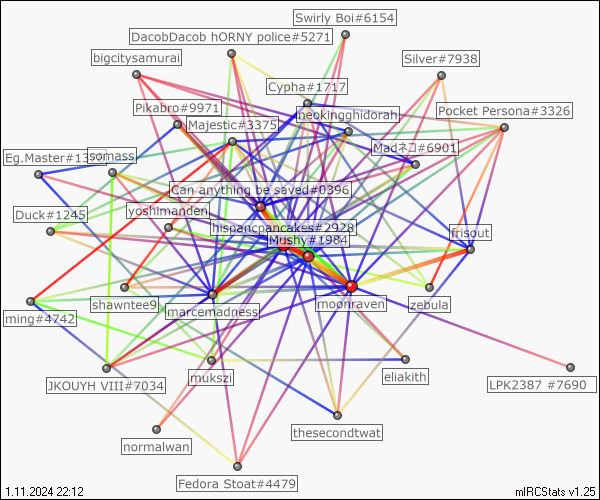 Swirly Boi#6154
DacobDacob hORNY police#5271
bigcitysamurai
Silver#7938
Cypha#1717
Pikabro#9971
neokingghidorah
Pocket Persona#3326
Majestic#3375
Madネコ#6901
Eg.Master#13
somass
Can anything be saved#0396
Duck#1245
yoshimanden
hispancpancakes#2928
frisout
Mushy#1984
shawntee9
moonraven
zebula
marcemadness
ming#4742
mukszi
eliakith
JKOUYH VIII#7034
LPK2387 #7690
normalwan
thesecondtwat
Fedora Stoat#4479
1.11.2024 22:12
mIRCStats v1.25